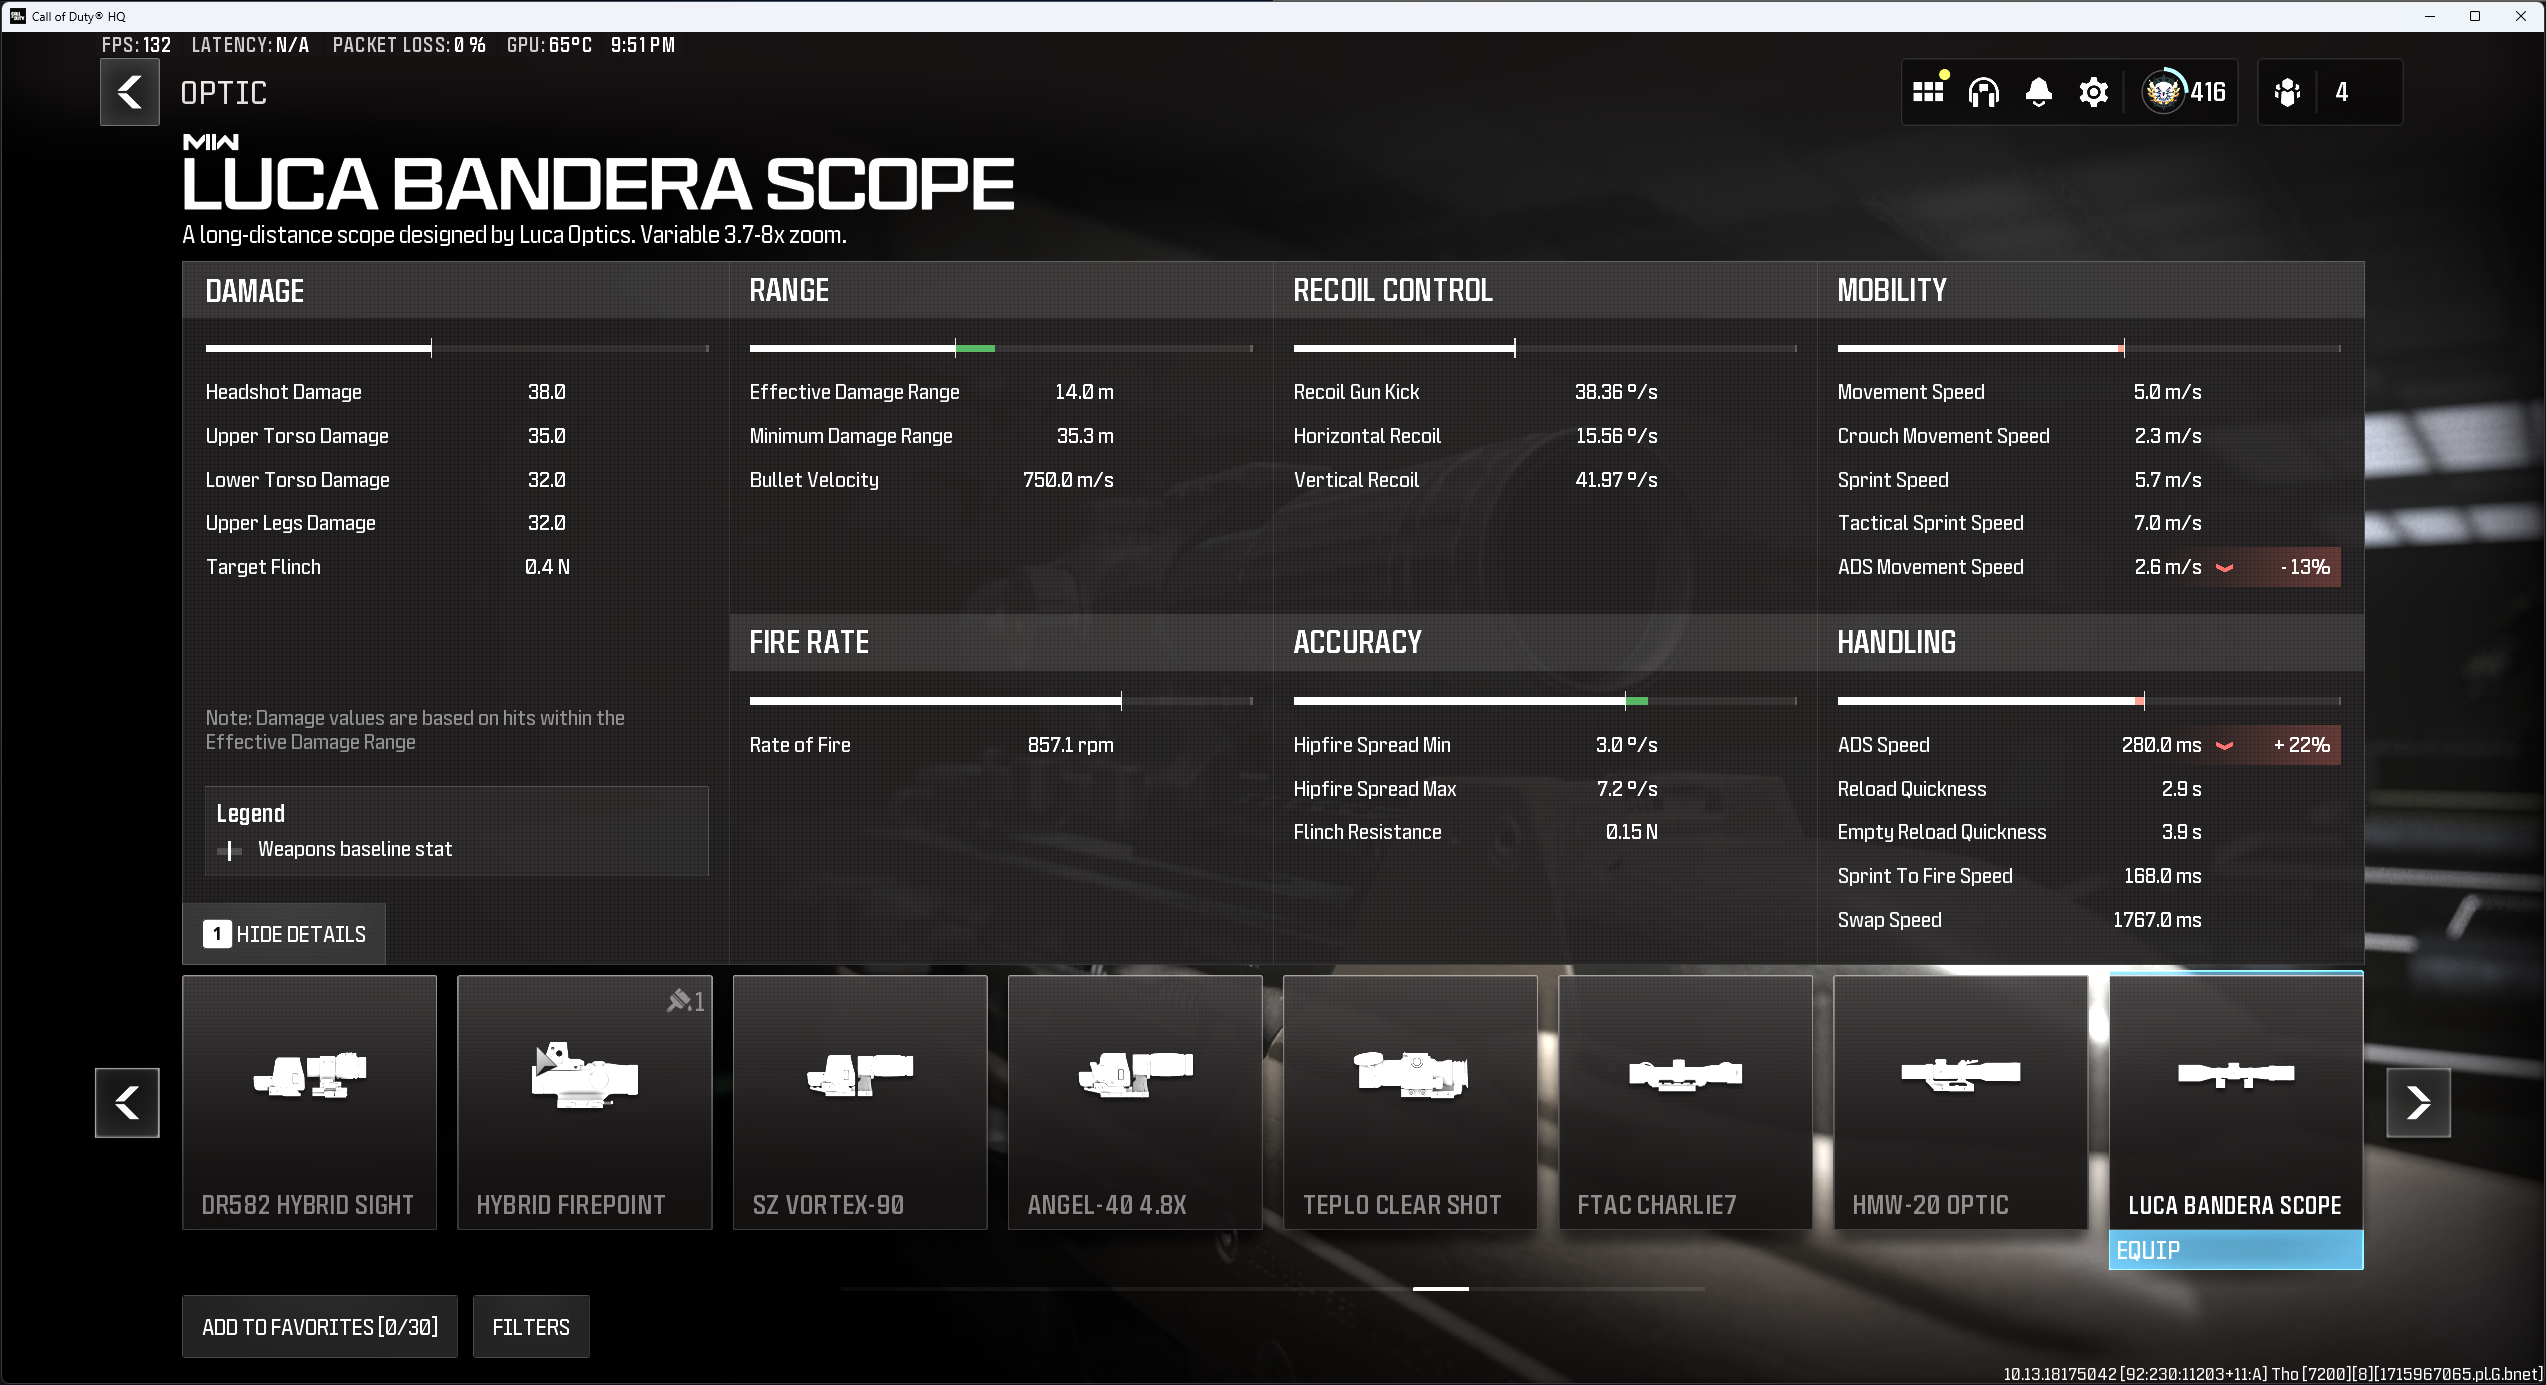 Call of Duty® HQ
FPS: 132 LATENCY: N/A PACKET LOSS: 0 % GPU: 65°C 9:51 PM
OPTIC
416
4
MW
LUCA BANDERA SCOPE
A long-distance scope designed by Luca Optics. Variable 3.7-8x zoom.
DAMAGE
Headshot Damage 38.0
Upper Torso Damage 35.0
Lower Torso Damage 32.0
Upper Legs Damage 32.0
Target Flinch 0.4 N
Note: Damage values are based on hits within the
Effective Damage Range
Legend
Weapons baseline stat
1 HIDE DETAILS
RANGE
Effective Damage Range 14.0 m
Minimum Damage Range 35.3 m
Bullet Velocity 750.0 m/s
FIRE RATE
Rate of Fire 857.1 rpm
RECOIL CONTROL
Recoil Gun Kick 38.36 º/s
Horizontal Recoil 15.56 º/s
Vertical Recoil 41.97 º/s
ACCURACY
Hipfire Spread Min 3.0 º/s
Hipfire Spread Max 7.2 º/s
Flinch Resistance 0.15 N
MOBILITY
Movement Speed 5.0 m/s
Crouch Movement Speed 2.3 m/s
Sprint Speed 5.7 m/s
Tactical Sprint Speed 7.0 m/s
ADS Movement Speed 2.6 m/s - 13%
HANDLING
ADS Speed 280.0 ms + 22%
Reload Quickness 2.9 s
Empty Reload Quickness 3.9 s
Sprint To Fire Speed 168.0 ms
Swap Speed 1767.0 ms
1
DR582 HYBRID SIGHT
HYBRID FIREPOINT
SZ VORTEX-90
ANGEL-40 4.8X
TEPLO CLEAR SHOT
FTAC CHARLIE7
HMW-20 OPTIC
LUCA BANDERA SCOPE
EQUIP
ADD TO FAVORITES [0/30]
FILTERS
10.13.18175042 [92:230:11203+11:A] Tho [7200][8][1715967065.pl.G.bnet]